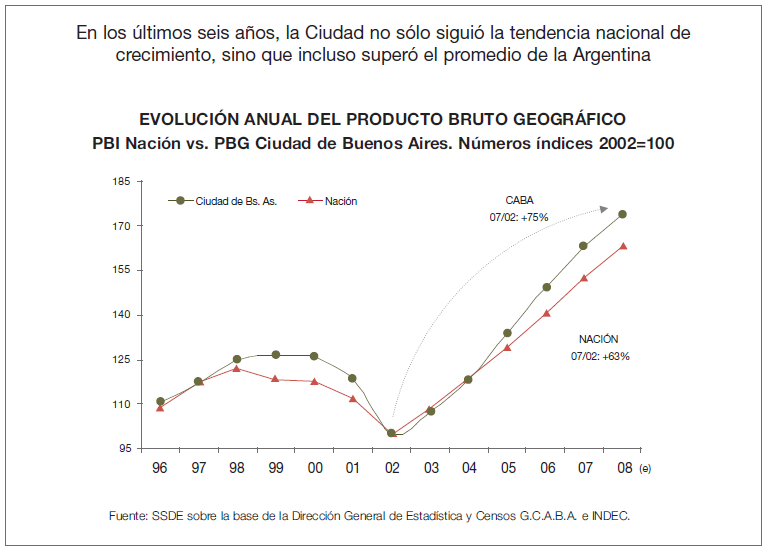 En los últimos seis años, la Ciudad no sólo siguió la tendencia nacional de
crecimiento, sino que incluso superó el promedio de la Argentina
EVOLUCIÓN ANUAL DEL PRODUCTO BRUTO GEOGRÁFICO
PBI Nación vs. PBG Ciudad de Buenos Aires. Números índices 2002=100
185
Ciudad de Bs. As. Nación
CABA
07/02: +75%
170
155
140
NACIÓN
07/02: +63%
125
110
95
96 97 98 99 00 01 02 03 04 05 06 07 08 (e)
Fuente: SSDE sobre la base de la Dirección General de Estadística y Censos G.C.A.B.A. e INDEC.